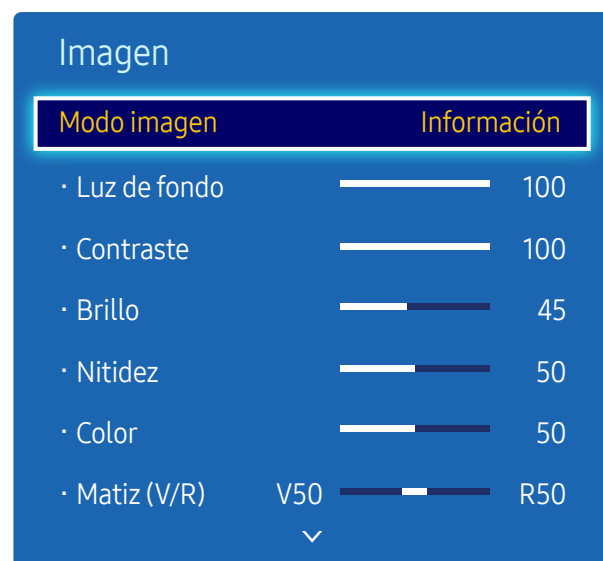 Imagen
Modo imagen Información
· Luz de fondo 100
· Contraste 100
· Brillo 45
· Nitidez 50
· Color 50
· Matiz (V/R) V50 R50